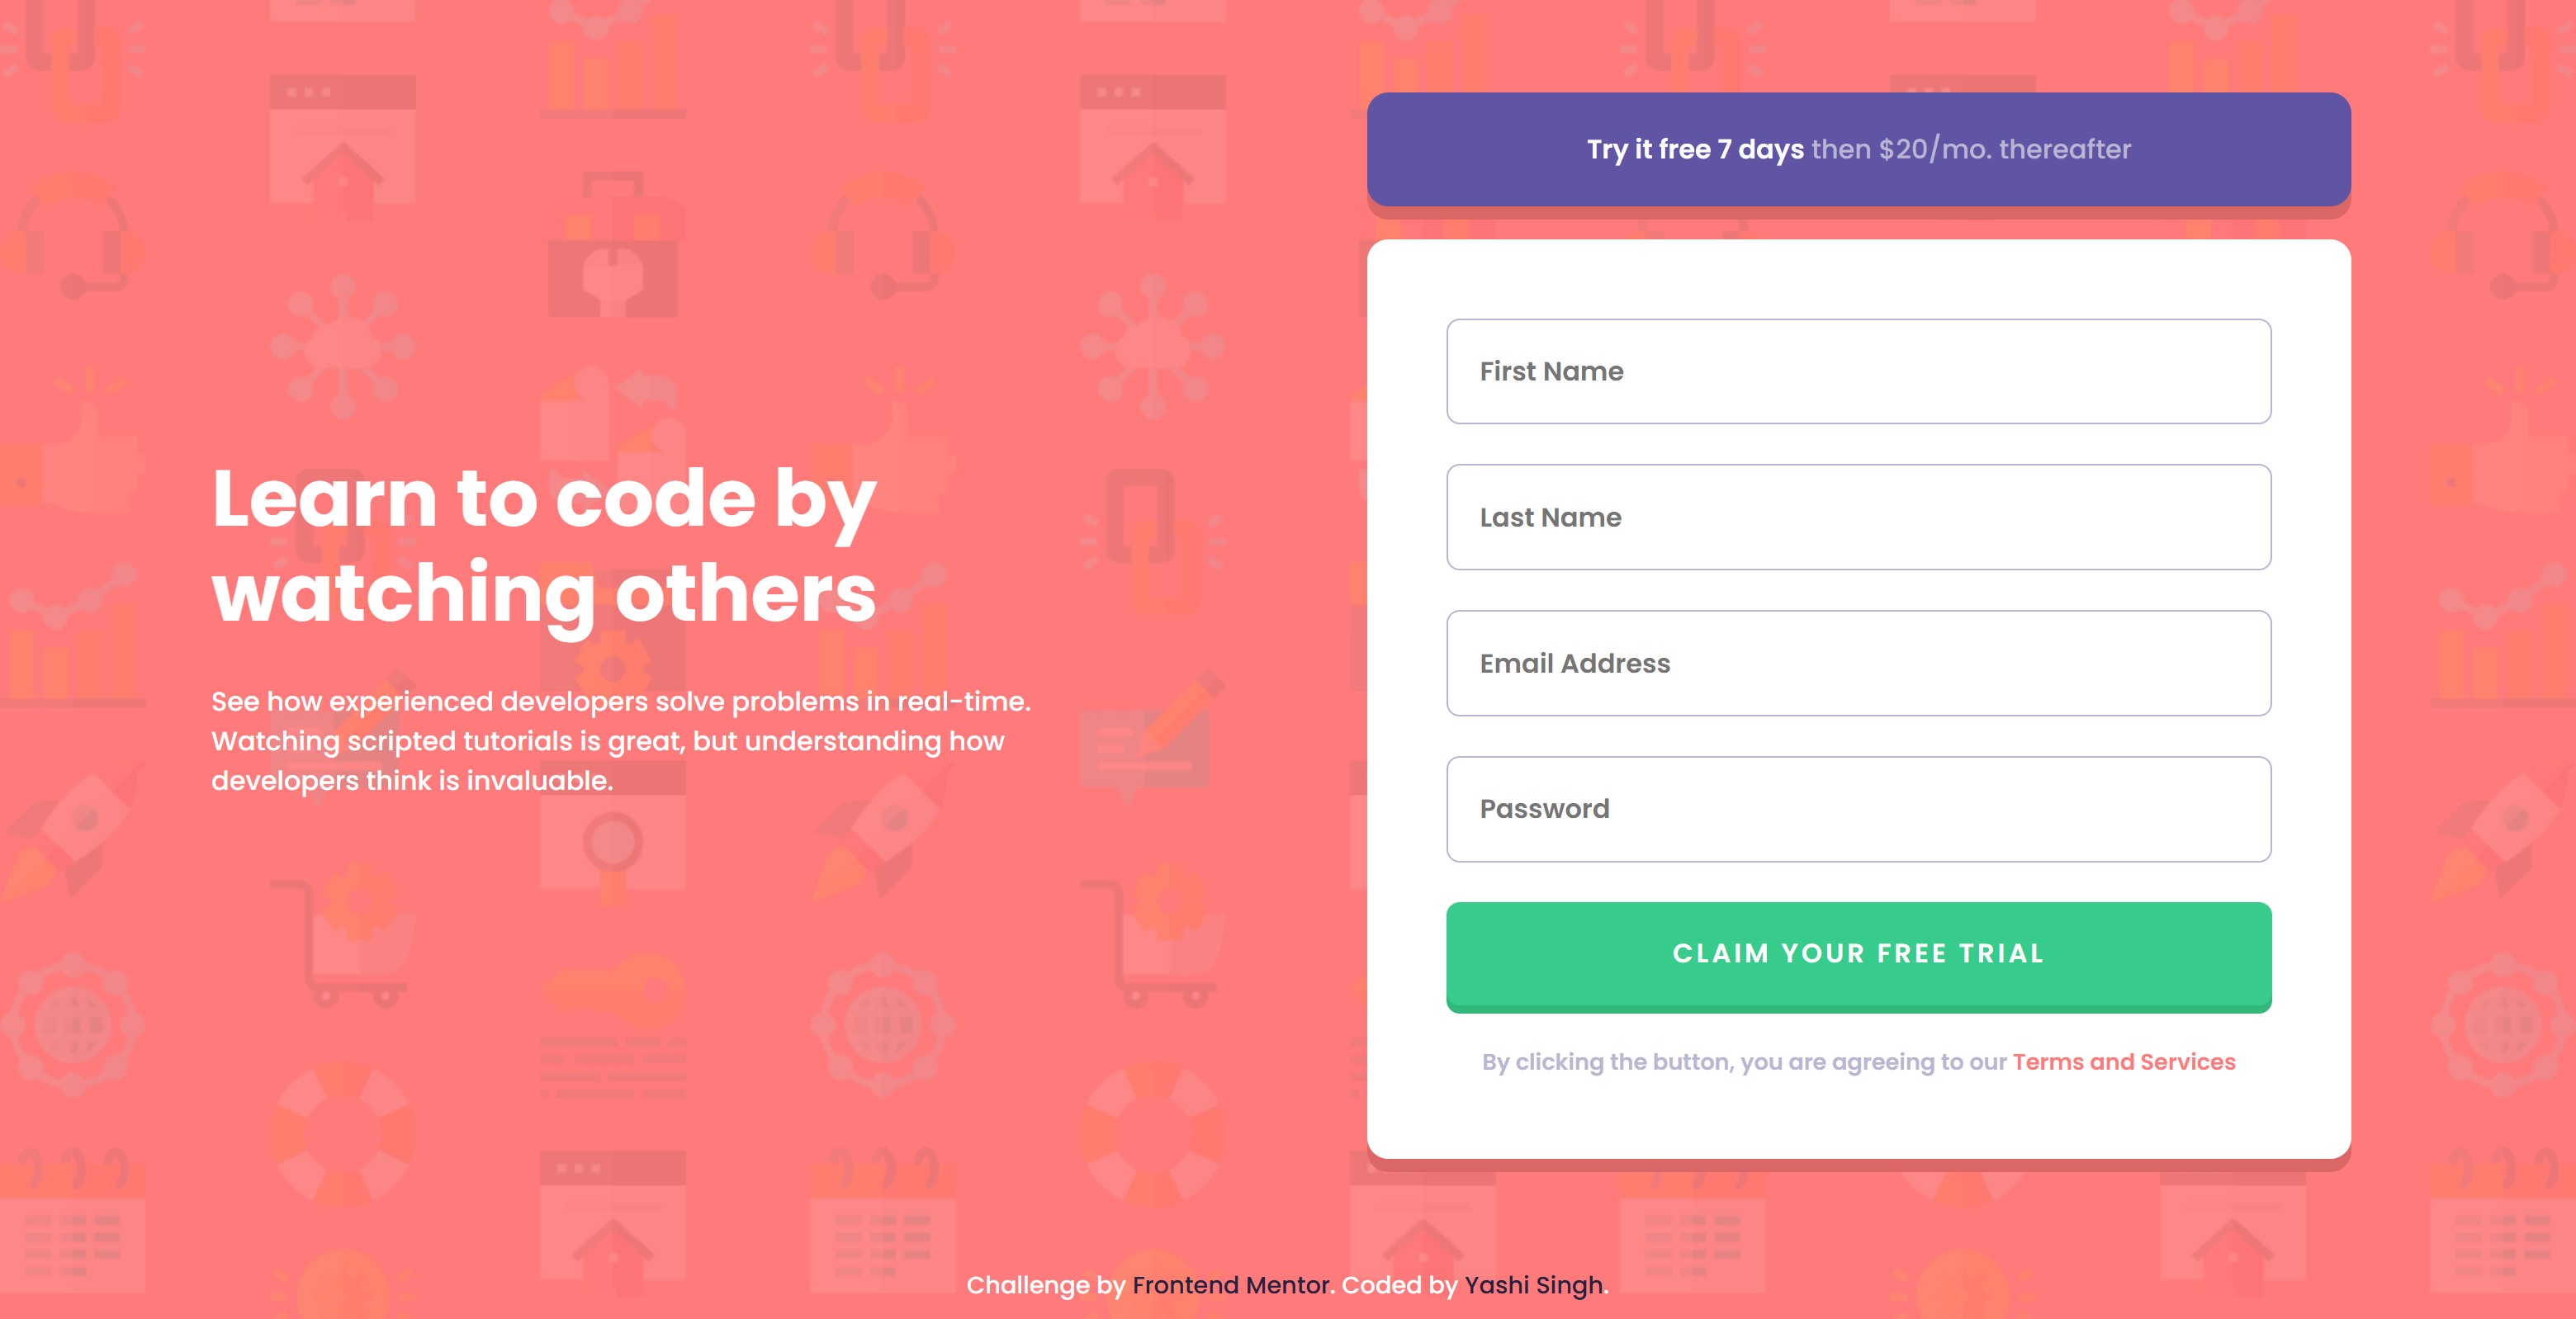 Learn to code by
watching others
See how experienced developers solve problems in real-time.
Watching scripted tutorials is great, but understanding how
developers think is invaluable.
Try it free 7 days then $20/mo. thereafter
First Name
Last Name
Email Address
Password
CLAIM YOUR FREE TRIAL
By clicking the button, you are agreeing to our Terms and Services
Challenge by Frontend Mentor. Coded by Yashi Singh.